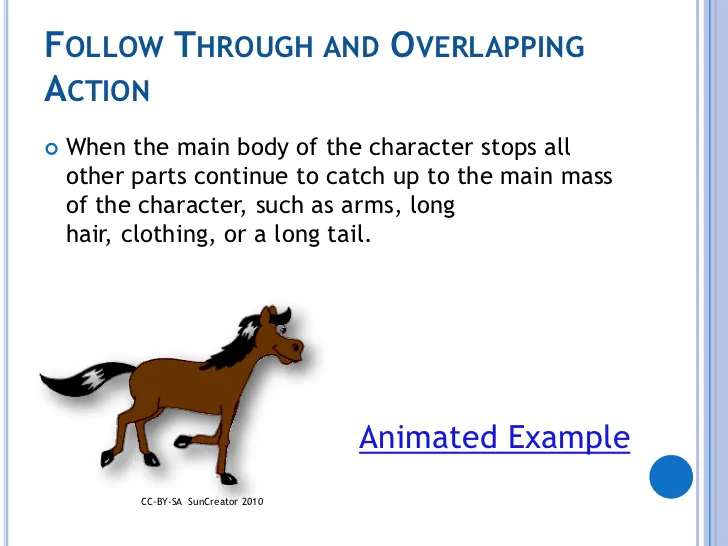 Follow Through and Overlapping
Action
When the main body of the character stops all
other parts continue to catch up to the main mass
of the character, such as arms, long
hair, clothing, or a long tail.
Animated Example
CC-BY-SA SunCreator 2010